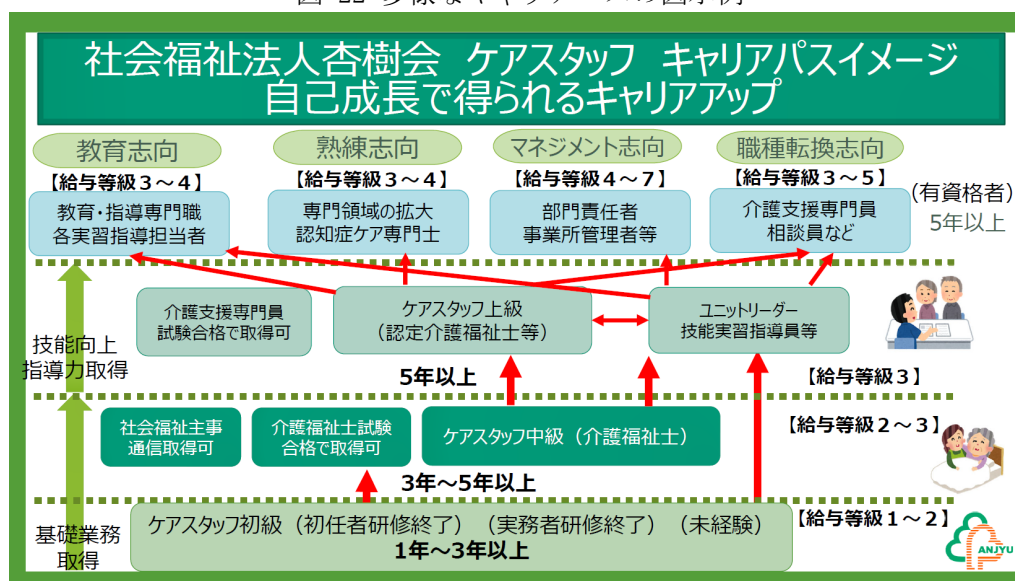 社会福祉法人杏樹会 ケアスタッフ キャリアパスイメージ
自己成長で得られるキャリアアップ
教育志向
熟練志向
マネジメント志向
職種転換志向
【給与等級３～４】
【給与等級３～４】
【給与等級４～７】
【給与等級３～５】
教育・指導専門職
各実習指導担当者
専門領域の拡大
認知症ケア専門士
部門責任者
事業所管理者等
介護支援専門員
相談員など
(有資格者)
5年以上
介護支援専門員
試験合格で取得可
ケアスタッフ上級
（認定介護福祉士等）
ユニットリーダー
技能実習指導員等
技能向上
指導力取得
5年以上
【給与等級３】
社会福祉主事
通信取得可
介護福祉士試験
合格で取得可
ケアスタッフ中級（介護福祉士）
【給与等級２～３】
3年～5年以上
基礎業務
取得
ケアスタッフ初級（初任者研修終了）（実務者研修終了）（未経験）
1年～3年以上
【給与等級１～２】
ANJYU